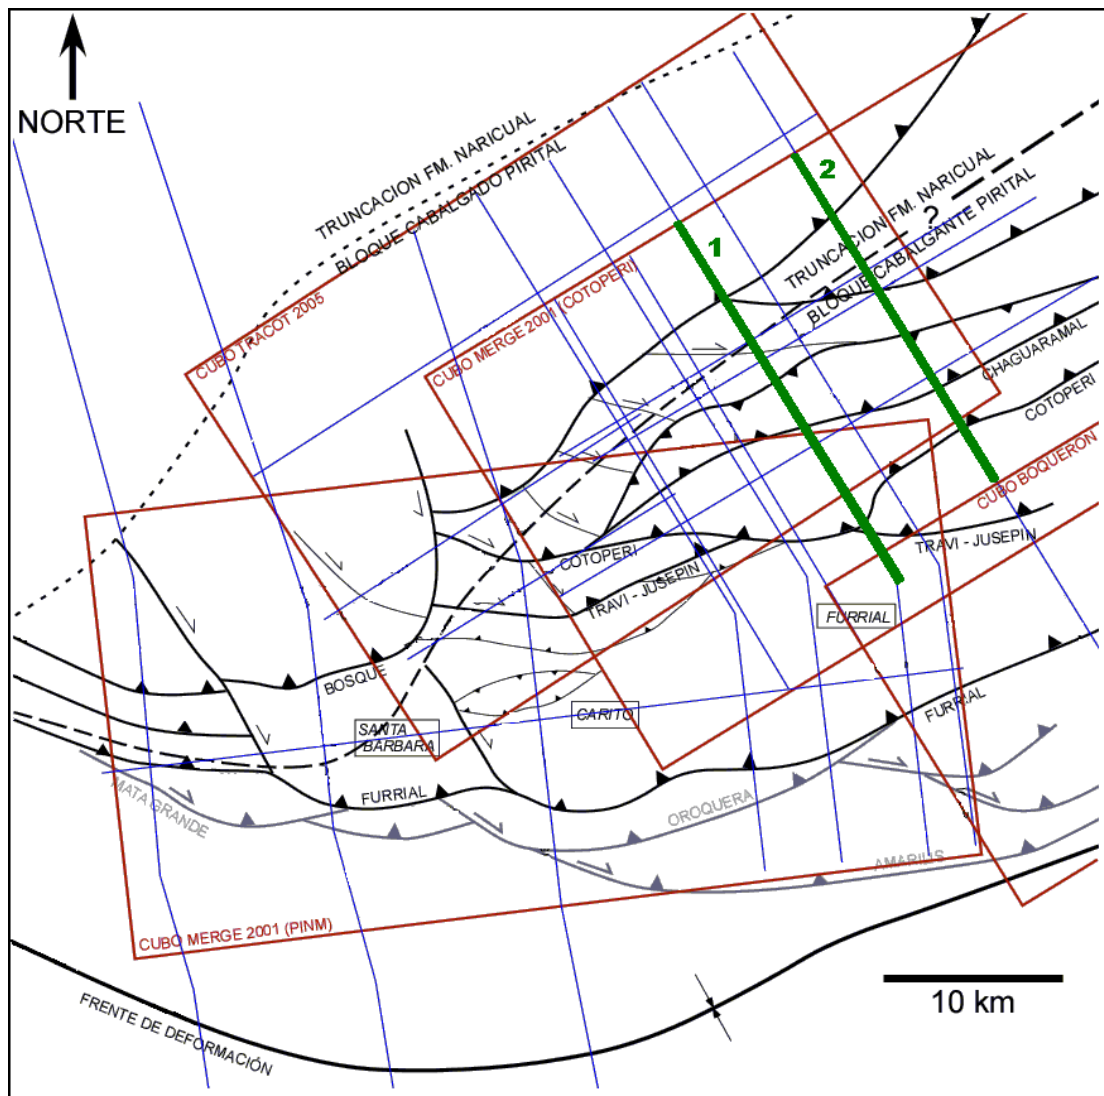 NORTE
TRUNCACION FM. NARICUAL
BLOQUE CABALGADO PIRITAL
2
1
TRUNCACION FM. NARICUAL
?
BLOQUE CABALGANTE PIRITAL
CUBO TRACOT 2005
CUBO MERGE 2001 (COTOPERI)
CHAGUARAMAL
COTOPERI
CUBO BOQUERÓN
COTOPERI
TRAVI - JUSEPIN
TRAVI - JUSEPIN
FURRIAL
BOSQUE
SANTA
BARBARA
CARITO
FURRIAL
FURRIAL
MATA GRANDE
OROQUERA
AMARILIS
CUBO MERGE 2001 (PINM)
FRENTE DE DEFORMACIÓN
10 km